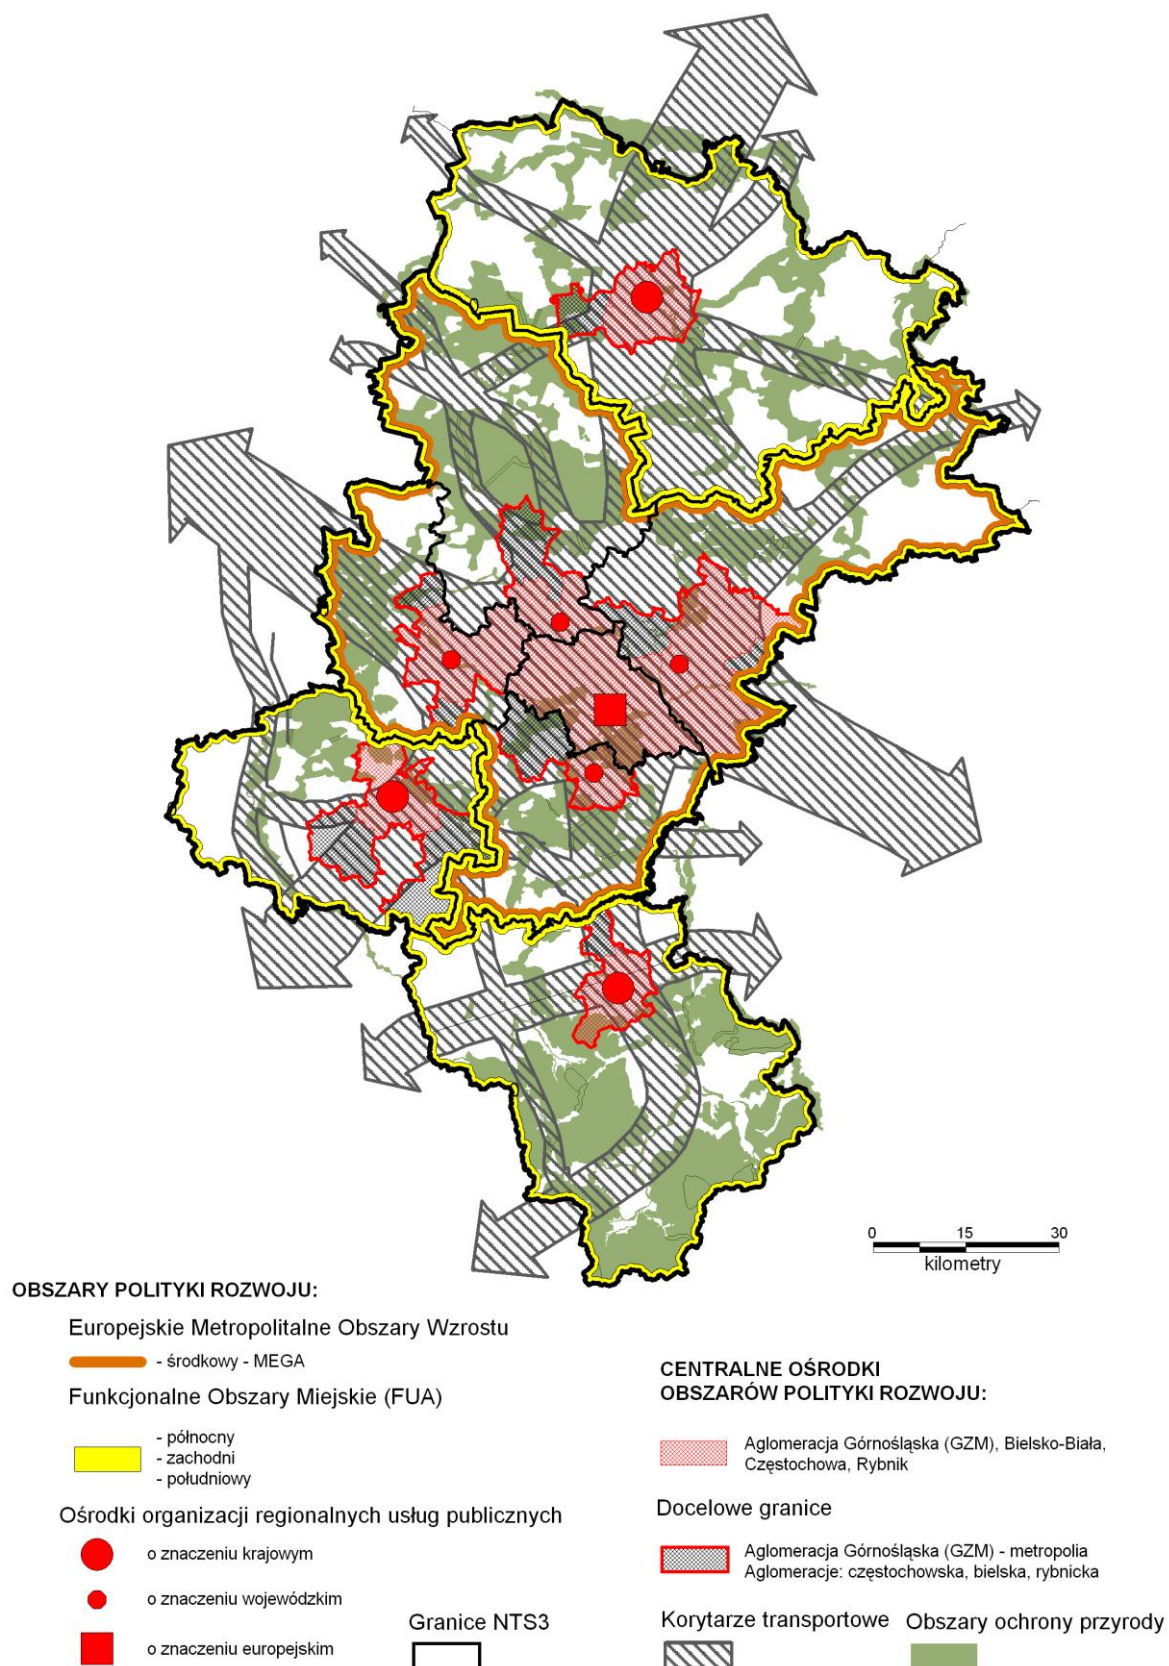 0 15 30
kilometry
OBSZARY POLITYKI ROZWOJU:
Europejskie Metropolitalne Obszary Wzrostu
- środkowy - MEGA
Funkcjonalne Obszary Miejskie (FUA)
- północny
- zachodni
- południowy
Ośrodki organizacji regionalnych usług publicznych
o znaczeniu krajowym
o znaczeniu wojewódzkim
o znaczeniu europejskim
Granice NTS3
CENTRALNE OŚRODKI
OBSZARÓW POLITYKI ROZWOJU:
Aglomeracja Górnośląska (GZM), Bielsko-Biała,
Częstochowa, Rybnik
Docelowe granice
Aglomeracja Górnośląska (GZM) - metropolia
Aglomeracje: częstochowska, bielska, rybnicka
Korytarze transportowe
Obszary ochrony przyrody